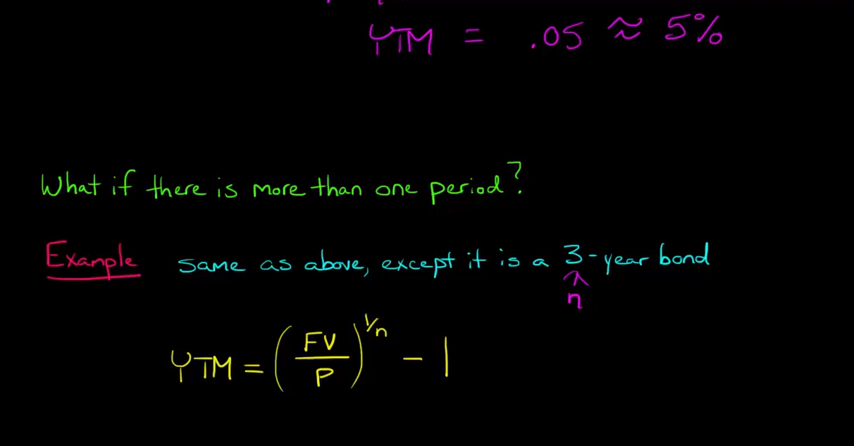 YTM = .05 ≈ 5%
What if there is more than one period?
Example same as above, except it is a 3-year bond
n
YTM = (FV/P)^1/n - 1